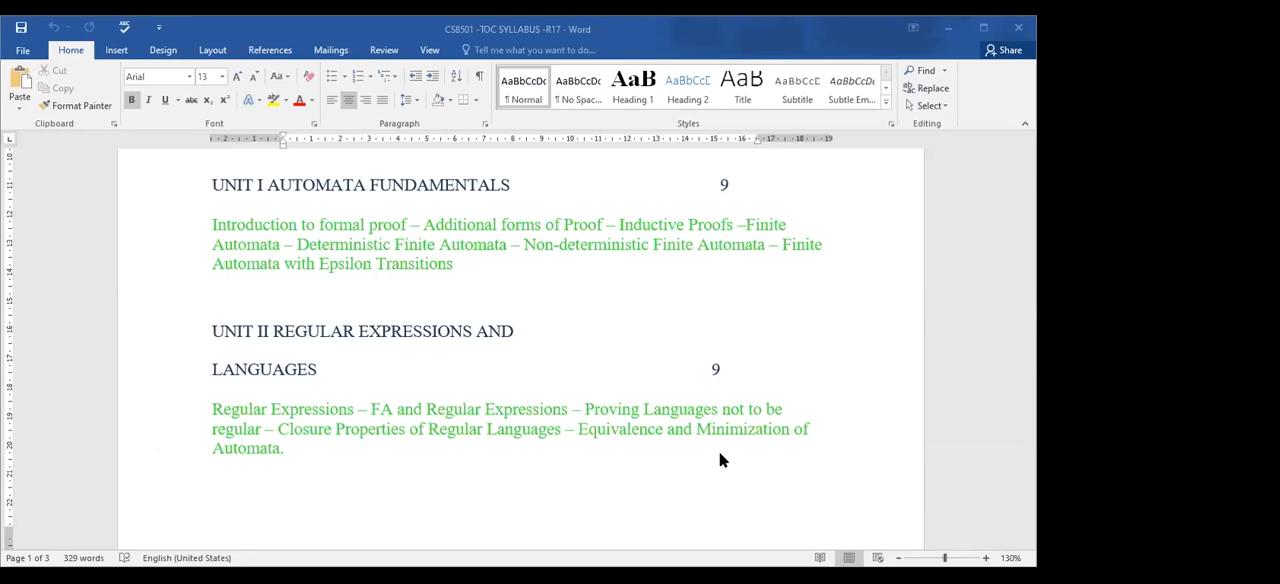 CS8501 -TOC SYLLABUS -R17 - Word
File Home Insert Design Layout References Mailings Review View Tell me what you want to do... Share
Paste
Cut
Copy
Format Painter
Clipboard
Arial 13
Font
Paragraph
AaBbCcDc AaBbCcDc AaB AaBbCcD AaB AaBbCcD AaBbCcDc
¶ Normal ¶ No Spac... Heading 1 Heading 2 Title Subtitle Subtle Em...
Styles
Find
Replace
Select
Editing
UNIT I AUTOMATA FUNDAMENTALS 9
Introduction to formal proof – Additional forms of Proof – Inductive Proofs –Finite
Automata – Deterministic Finite Automata – Non-deterministic Finite Automata – Finite
Automata with Epsilon Transitions
UNIT II REGULAR EXPRESSIONS AND
LANGUAGES 9
Regular Expressions – FA and Regular Expressions – Proving Languages not to be
regular – Closure Properties of Regular Languages – Equivalence and Minimization of
Automata.
Page 1 of 3 329 words English (United States) 130%